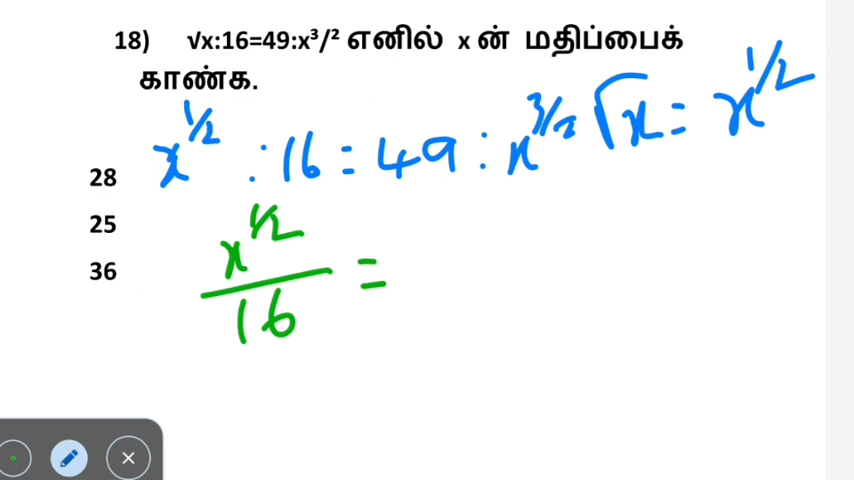 18) √x:16=49:x³/² எனில் x ன் மதிப்பைக்
காண்க.
x^1/2 : 16 = 49 : x^3/2 √x = x^1/2
28
25
36
x^1/2 / 16 =